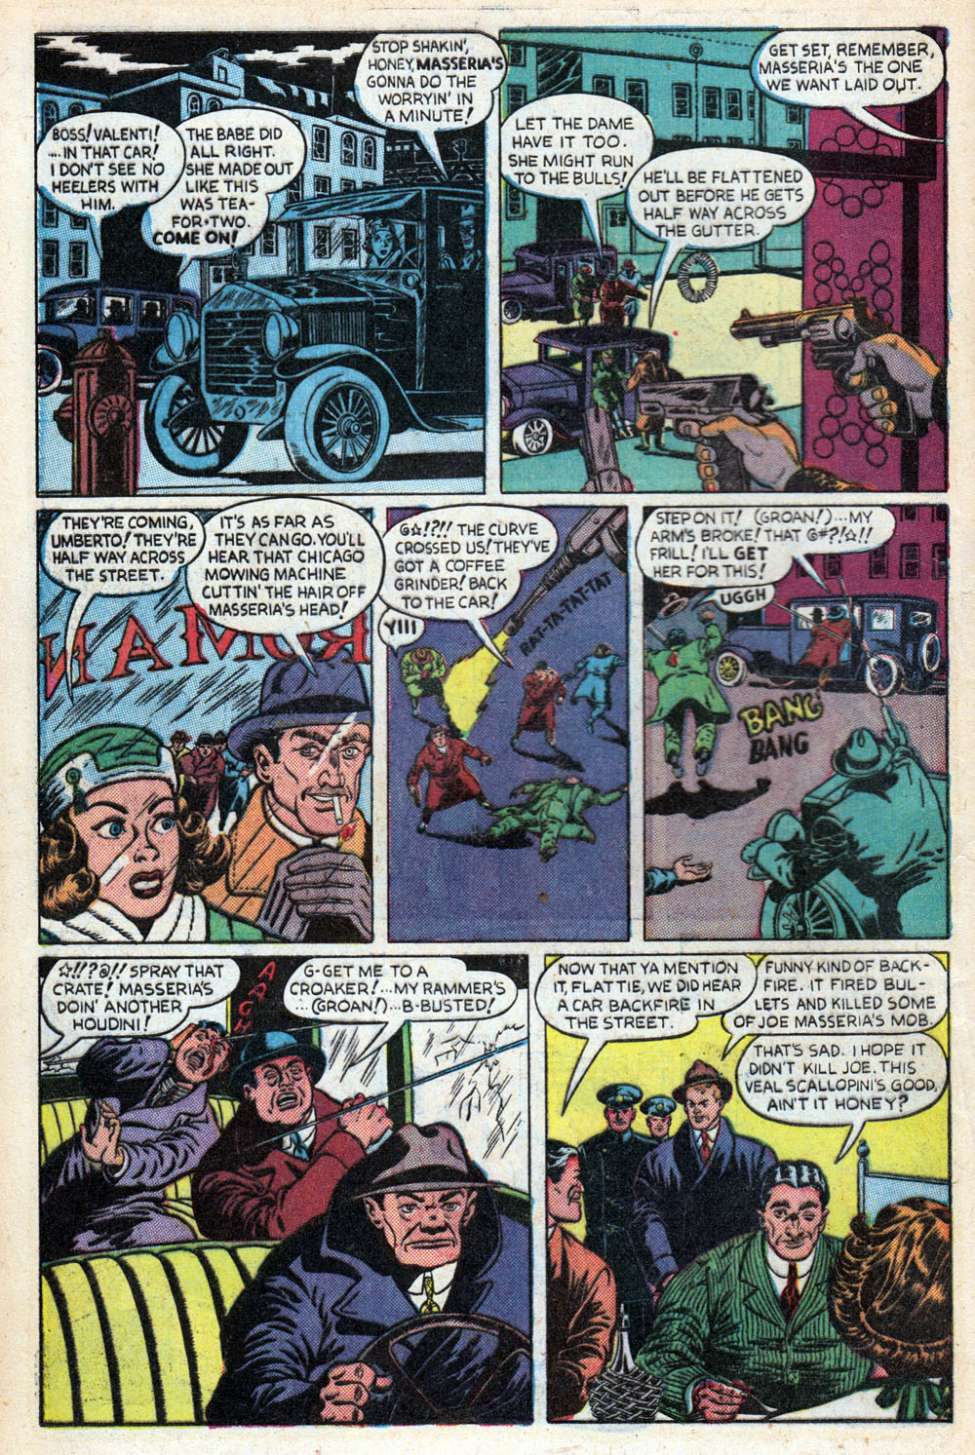 BOSS! VALENTI!
...IN THAT CAR!
I DON'T SEE NO
HEELERS WITH
HIM.
THE BABE DID
ALL RIGHT.
SHE MADE OUT
LIKE THIS
WAS TEA-
FOR-TWO.
COME ON!
STOP SHAKIN',
HONEY, MASSERIA'S
GONNA DO THE
WORRYIN' IN
A MINUTE!
LET THE DAME
HAVE IT TOO.
SHE MIGHT RUN
TO THE BULLS!
HE'LL BE FLATTENED
OUT BEFORE HE GETS
HALF WAY ACROSS
THE GUTTER.
GET SET, REMEMBER,
MASSERIA'S THE ONE
WE WANT LAID OUT.
THEY'RE COMING,
UMBERTO! THEY'RE
HALF WAY ACROSS
THE STREET.
IT'S AS FAR AS
THEY CAN GO. YOU'LL
HEAR THAT CHICAGO
MOWING MACHINE
CUTTIN' THE HAIR OFF
MASSERIA'S HEAD!
ROMAN
G☆!?!! THE CURVE
CROSSED US! THEY'VE
GOT A COFFEE
GRINDER! BACK
TO THE CAR!
YIII
RAT-TA-TAT-TAT
STEP ON IT! (GROAN!)...MY
ARM'S BROKE! THAT G#?!☆!!
FRILL! I'LL GET
HER FOR THIS!
UGGH
BANG
BANG
☆!!?@!! SPRAY THAT
CRATE! MASSERIA'S
DOIN' ANOTHER
HOUDINI!
AAGH
G-GET ME TO A
CROAKER!...MY RAMMER'S
...(GROAN!)...B-BUSTED!
NOW THAT YA MENTION
IT, FLATTIE, WE DID HEAR
A CAR BACKFIRE IN
THE STREET.
FUNNY KIND OF BACK-
FIRE. IT FIRED BUL-
LETS AND KILLED SOME
OF JOE MASSERIA'S MOB.
THAT'S SAD. I HOPE IT
DIDN'T KILL JOE. THIS
VEAL SCALLOPINI'S GOOD,
AIN'T IT HONEY?